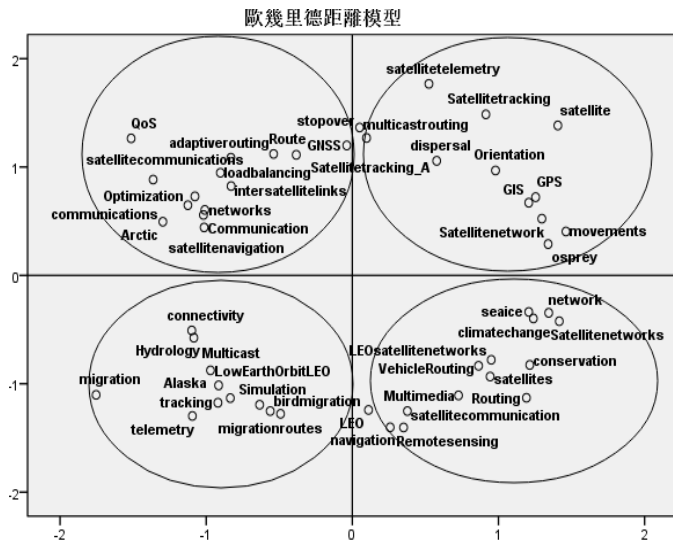 歐幾里德距離模型
2
1
0
-1
-2
-2
-1
0
1
2
QoS
adaptiverouting
Route
satellitecommunications
loadbalancing
intersatellitelinks
Optimization
communications
networks
Communication
Arctic
satellitenavigation
stopover
GNSS
satellitetelemetry
Satellitetracking
satellite
multicastrouting
dispersal
Satellitetracking_A
Orientation
GIS
GPS
Satellitenetwork
movements
osprey
connectivity
Hydrology
Multicast
migration
Alaska
LowEarthOrbitLEO
tracking
Simulation
birdmigration
telemetry
migrationroutes
network
seaice
climatechange
Satellitenetworks
LEOsatellitenetworks
VehicleRouting
conservation
satellites
Multimedia
Routing
LEO
satellitecommunication
navigation
Remotesensing